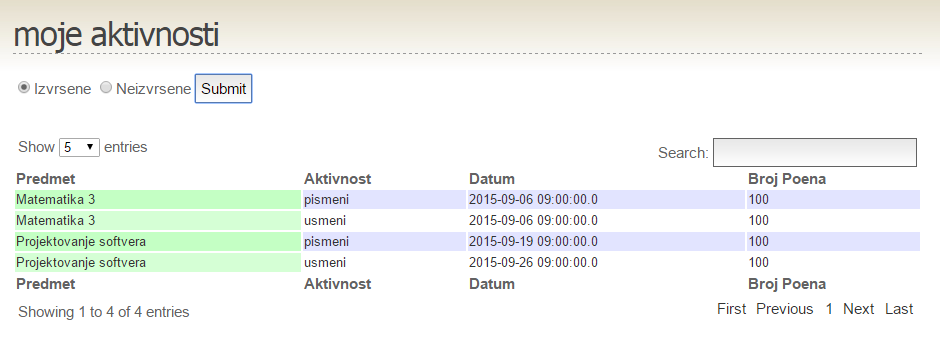 moje aktivnosti
Izvrsene Neizvrsene Submit
Show 5 entries
Search:
Predmet Aktivnost Datum Broj Poena
Matematika 3 pismeni 2015-09-06 09:00:00.0 100
Matematika 3 usmeni 2015-09-06 09:00:00.0 100
Projektovanje softvera pismeni 2015-09-19 09:00:00.0 100
Projektovanje softvera usmeni 2015-09-26 09:00:00.0 100
Predmet Aktivnost Datum Broj Poena
Showing 1 to 4 of 4 entries
First Previous 1 Next Last